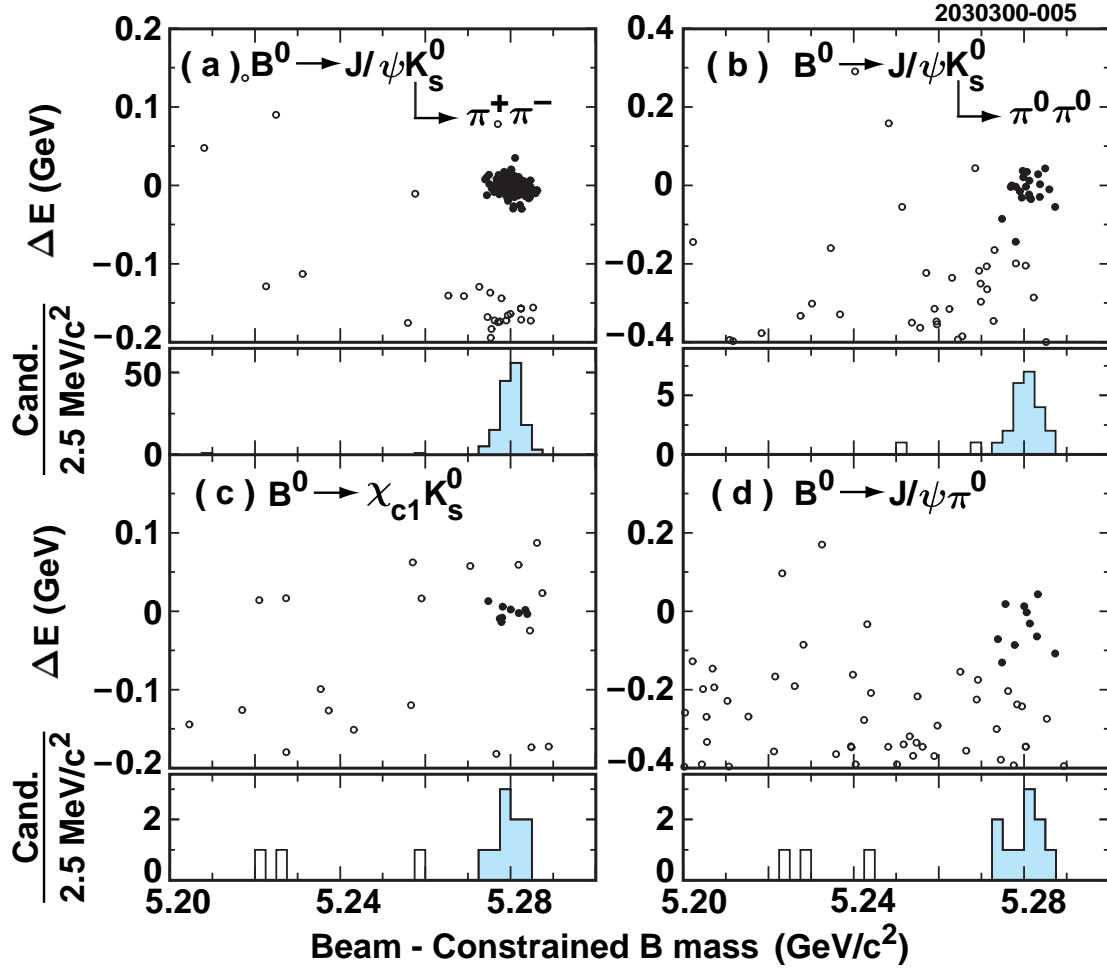 2030300-005
0.2
0.1
0
−0.1
−0.2
Δ E (GeV)
( a ) B⁰ → J/ψK⁰s
π⁺π⁻
0.4
0.2
0
−0.2
−0.4
( b ) B⁰ → J/ψK⁰s
π⁰π⁰
Cand.
2.5 MeV/c²
50
0
5
0
Δ E (GeV)
0.1
0
−0.1
−0.2
( c ) B⁰ → χc1K⁰s
0.2
0
−0.2
−0.4
( d ) B⁰ → J/ψπ⁰
Cand.
2.5 MeV/c²
2
0
2
0
5.20 5.24 5.28 5.20 5.24 5.28
Beam - Constrained B mass (GeV/c²)